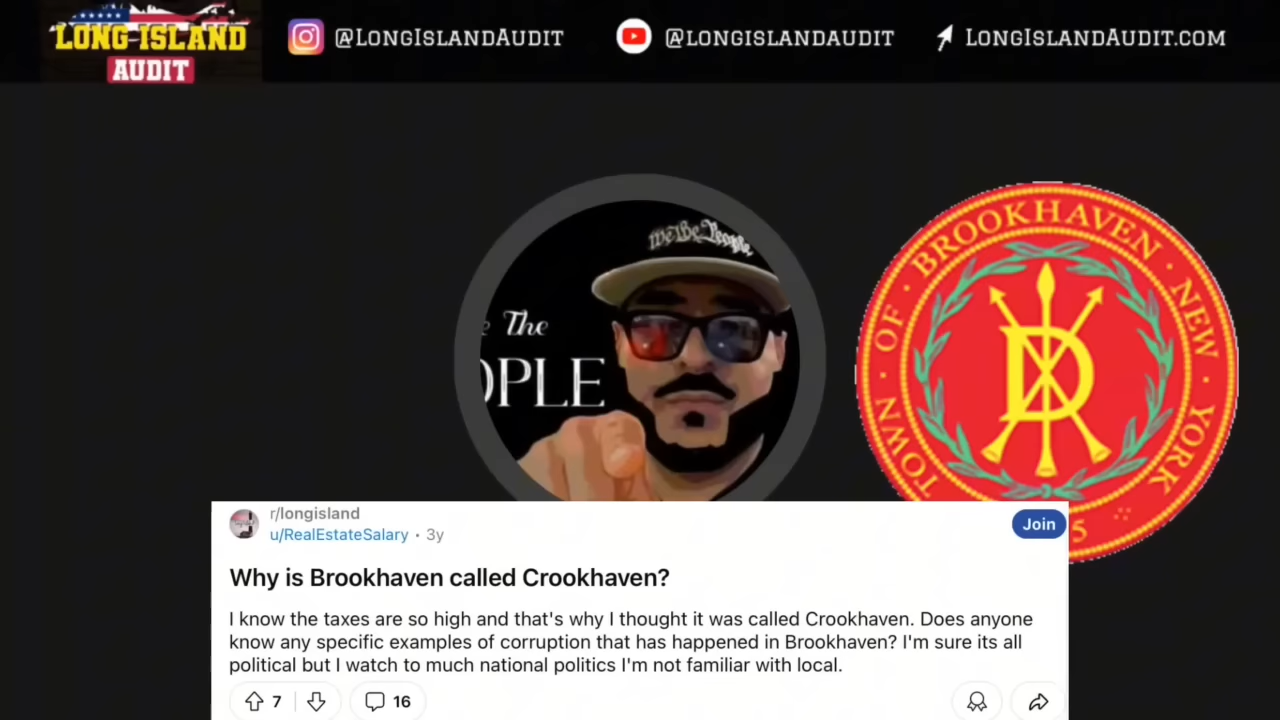 LONG ISLAND
AUDIT
@LongIslandAudit
@LongIslandAudit
LongIslandAudit.com
we the People
The
OPLE
TOWN · OF · BROOKHAVEN · NEW · YORK
D
5
r/longisland
u/RealEstateSalary · 3y
Join
Why is Brookhaven called Crookhaven?
I know the taxes are so high and that's why I thought it was called Crookhaven. Does anyone
know any specific examples of corruption that has happened in Brookhaven? I'm sure its all
political but I watch to much national politics I'm not familiar with local.
7
16